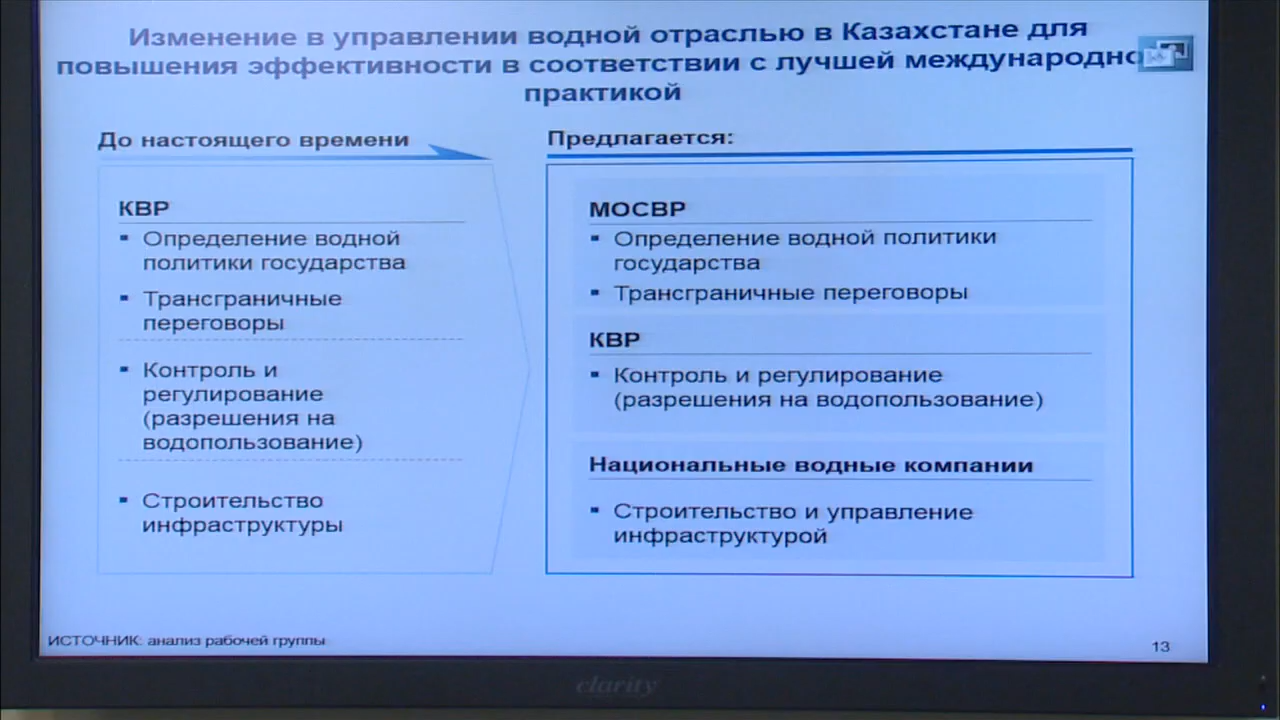 Изменение в управлении водной отраслью в Казахстане для
повышения эффективности в соответствии с лучшей международно
практикой
До настоящего времени
КВР
▪ Определение водной
политики государства
▪ Трансграничные
переговоры
▪ Контроль и
регулирование
(разрешения на
водопользование)
▪ Строительство
инфраструктуры
Предлагается:
МОСВР
▪ Определение водной политики
государства
▪ Трансграничные переговоры
КВР
▪ Контроль и регулирование
(разрешения на водопользование)
Национальные водные компании
▪ Строительство и управление
инфраструктурой
ИСТОЧНИК: анализ рабочей группы
13
clarity